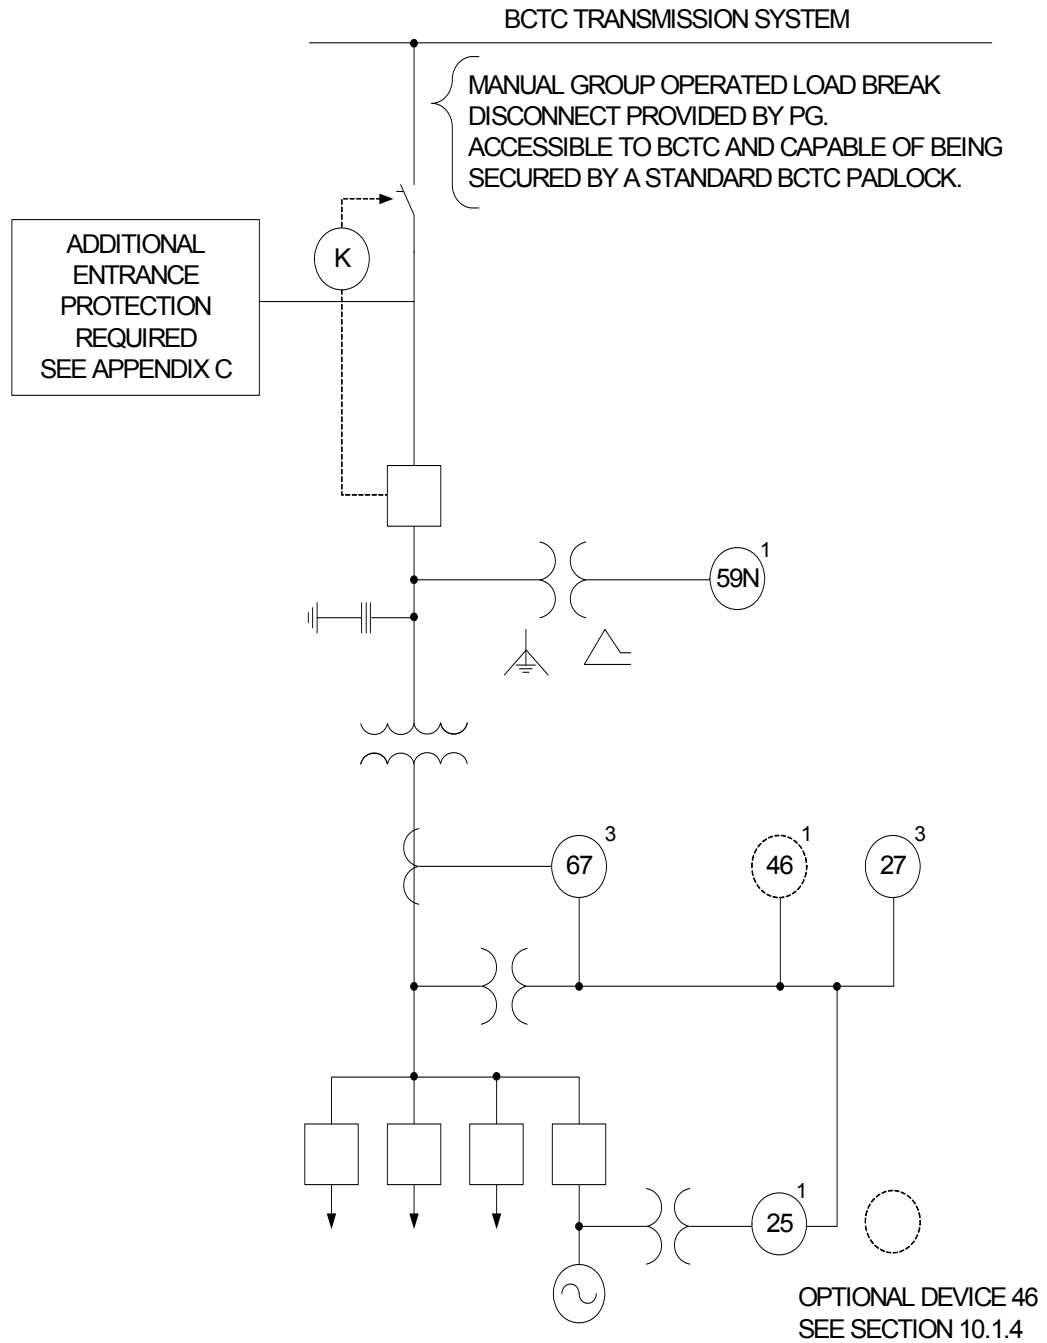 BCTC TRANSMISSION SYSTEM
MANUAL GROUP OPERATED LOAD BREAK
DISCONNECT PROVIDED BY PG.
ACCESSIBLE TO BCTC AND CAPABLE OF BEING
SECURED BY A STANDARD BCTC PADLOCK.
ADDITIONAL
ENTRANCE
PROTECTION
REQUIRED
SEE APPENDIX C
K
59N
1
67
3
46
1
27
3
25
1
OPTIONAL DEVICE 46
SEE SECTION 10.1.4